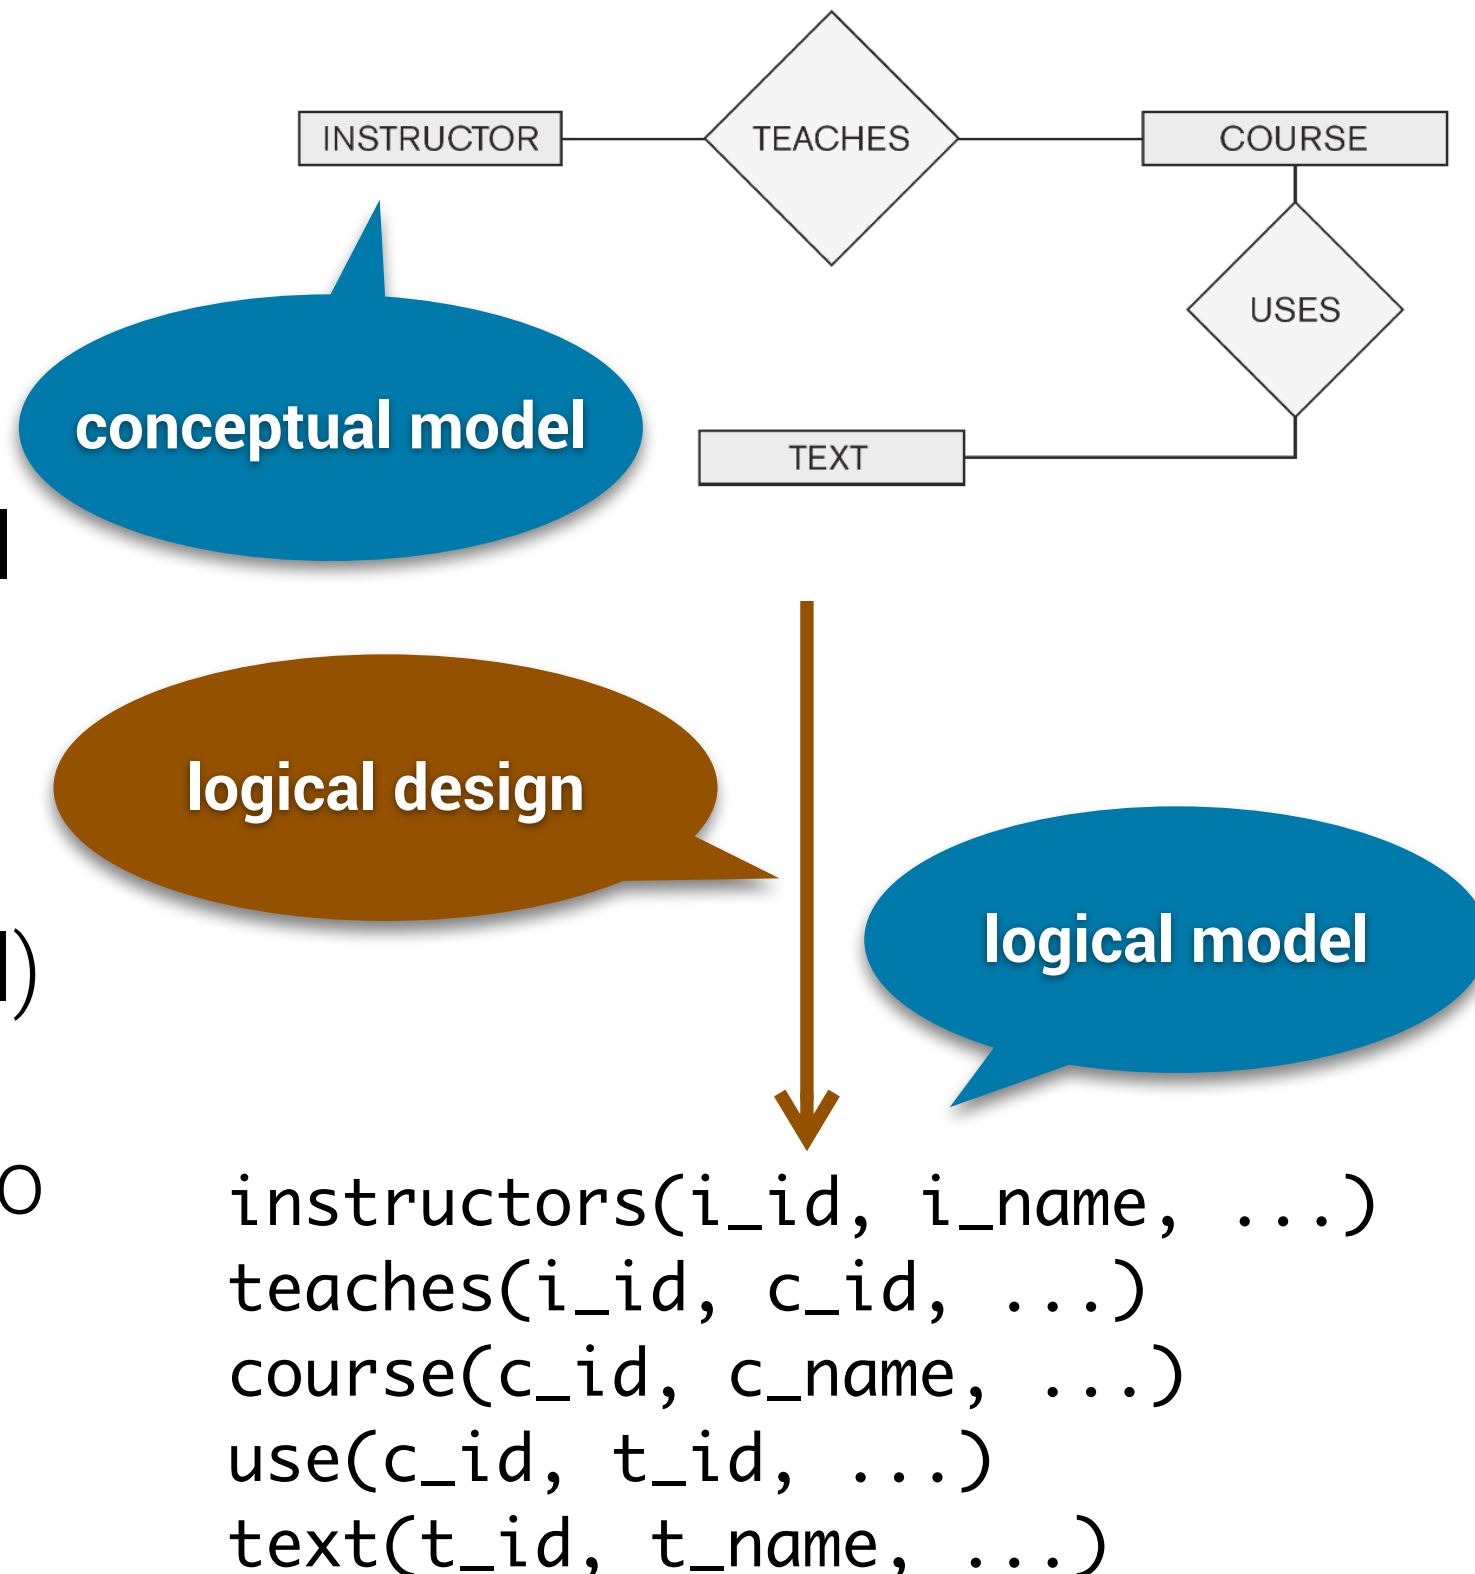 INSTRUCTOR TEACHES COURSE
USES
conceptual model
TEXT
logical design
logical model
)
o
instructors(i_id, i_name, ...)
teaches(i_id, c_id, ...)
course(c_id, c_name, ...)
use(c_id, t_id, ...)
text(t_id, t_name, ...)